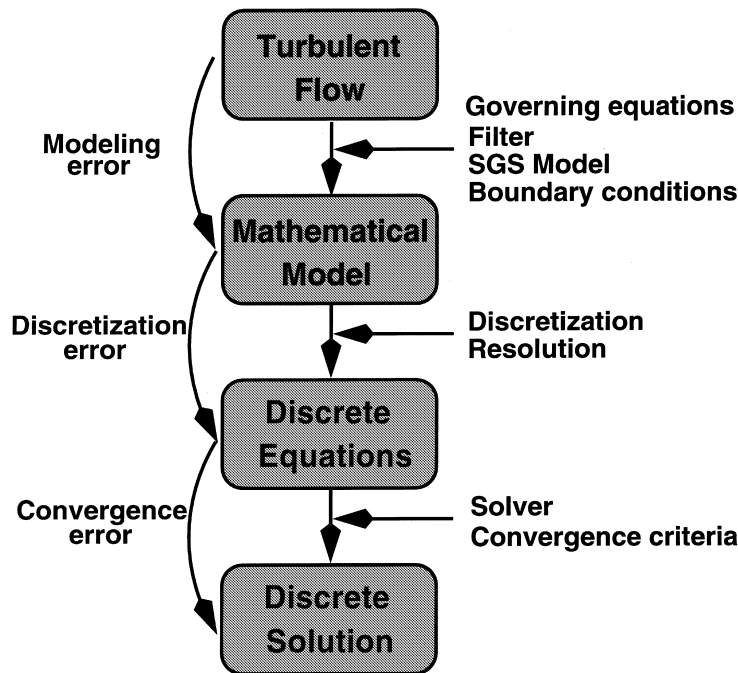 Turbulent
Flow
Governing equations
Filter
SGS Model
Boundary conditions
Modeling
error
Mathematical
Model
Discretization
error
Discretization
Resolution
Discrete
Equations
Convergence
error
Solver
Convergence criteria
Discrete
Solution